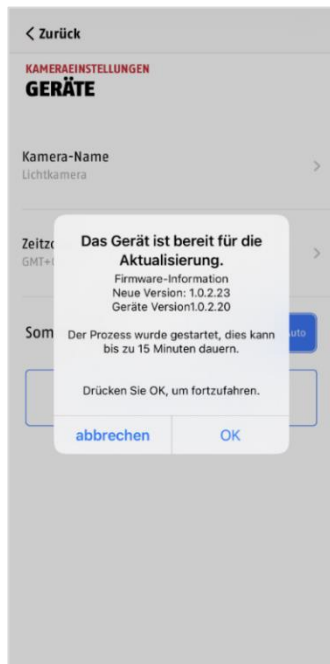 < Zurück
KAMERAEINSTELLUNGEN
GERÄTE
Kamera-Name
Lichtkamera
>
Das Gerät ist bereit für die
Aktualisierung.
Firmware-Information
Neue Version: 1.0.2.23
Geräte Version1.0.2.20
Der Prozess wurde gestartet, dies kann
bis zu 15 Minuten dauern.
Drücken Sie OK, um fortzufahren.
abbrechen
OK
>